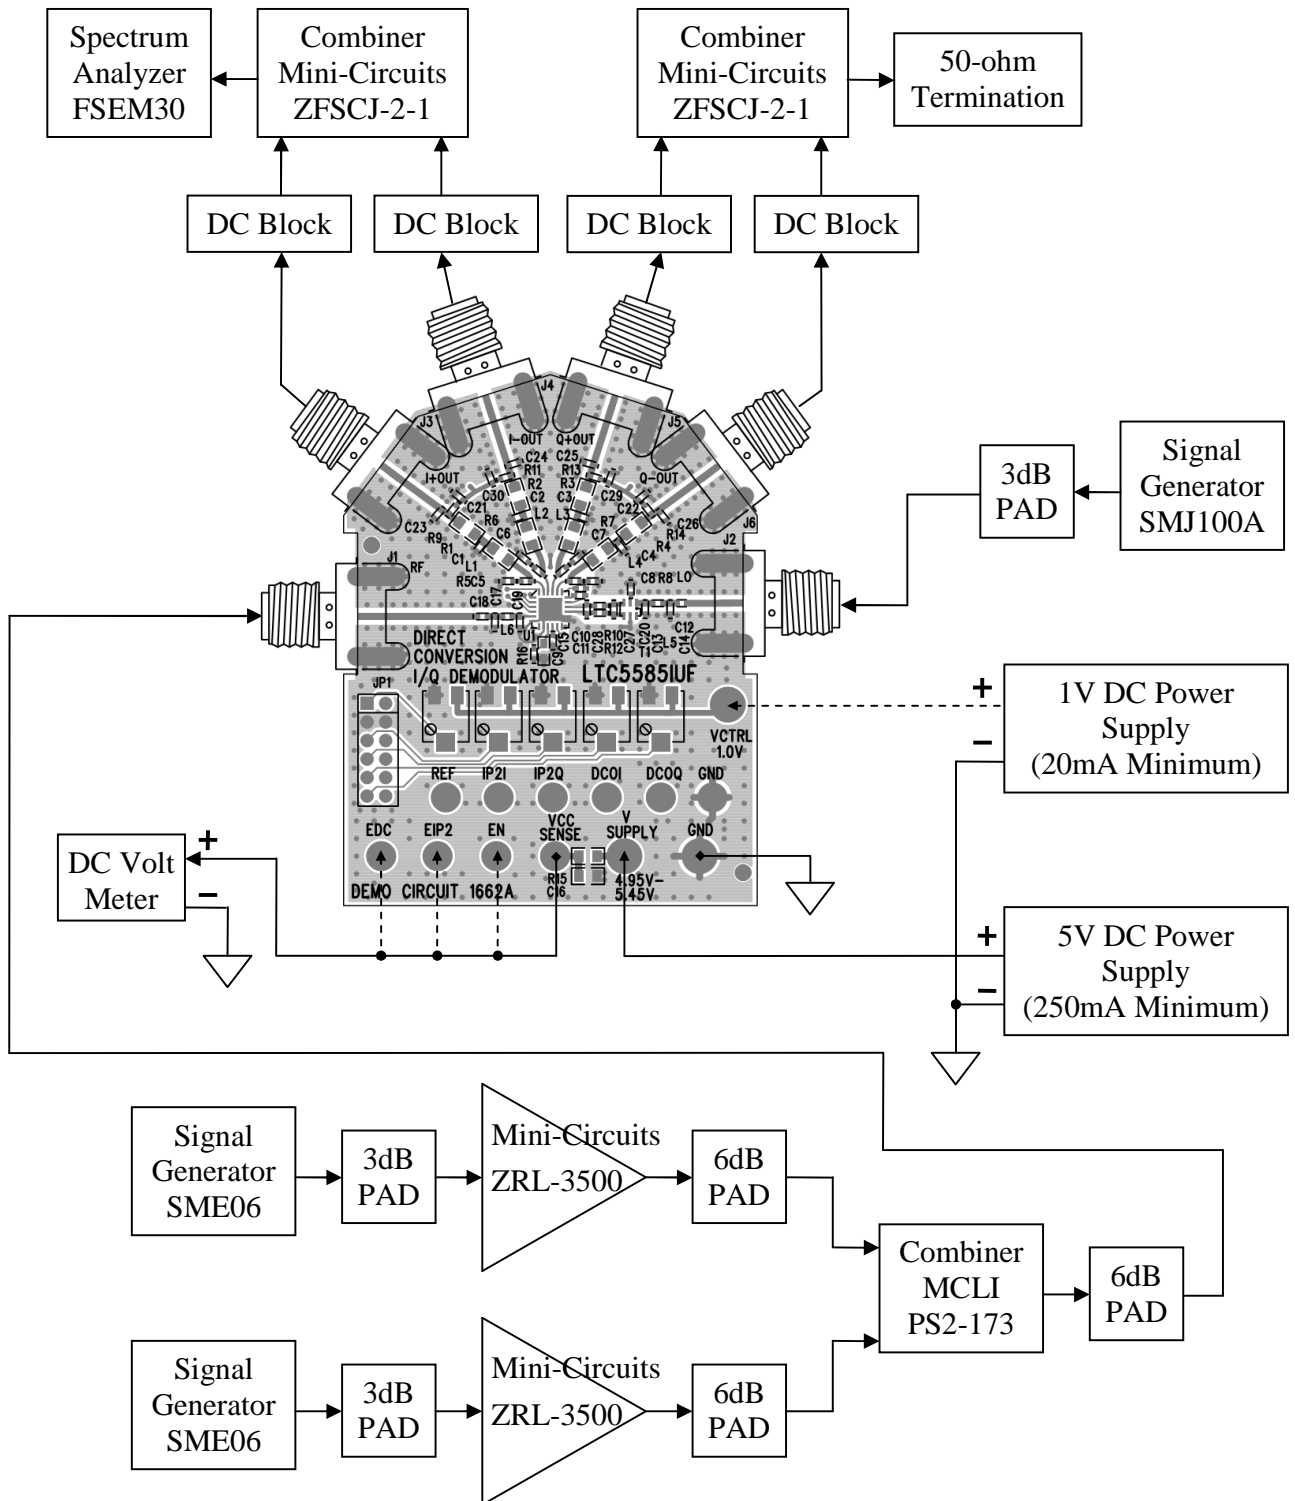 Spectrum
Analyzer
FSEM30
Combiner
Mini-Circuits
ZFSCJ-2-1
Combiner
Mini-Circuits
ZFSCJ-2-1
50-ohm
Termination
DC Block
DC Block
DC Block
DC Block
Signal
Generator
SMJ100A
3dB
PAD
J3
J4
J5
J6
I+OUT
I-OUT
Q+OUT
Q-OUT
C24
R11
R2
C2
L2
C25
R13
R3
C3
L3
C30
C21
R6
C6
C23
R9
R1
C1
L1
C29
C22
R7
C7
C26
R14
R4
C4
L4
J1
RF
J2
R5C5
C17
C19
C18
L6
U1
R16
C9
C15
C8 R8 LO
C10
C11
C28
R10
R12
C27
C20
T1
C13
L5
C14
C12
DIRECT
CONVERSION
I/Q DEMODULATOR
LTC5585IUF
JP1
VCTRL
1.0V
REF
IP2I
IP2Q
DCOI
DCOQ
GND
EDC
EIP2
EN
VCC
SENSE
V
SUPPLY
GND
R15
C16
4.95V-
5.45V
DEMO CIRCUIT 1662A
+
1V DC Power
Supply
(20mA Minimum)
−
+
DC Volt
Meter
−
+
5V DC Power
Supply
(250mA Minimum)
−
Signal
Generator
SME06
3dB
PAD
Mini-Circuits
ZRL-3500
6dB
PAD
Combiner
MCLI
PS2-173
6dB
PAD
Signal
Generator
SME06
3dB
PAD
Mini-Circuits
ZRL-3500
6dB
PAD